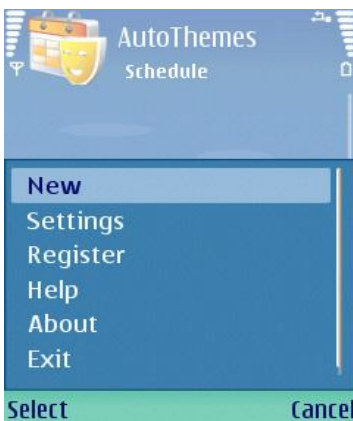 AutoThemes
Schedule
New
Settings
Register
Help
About
Exit
Select Cancel